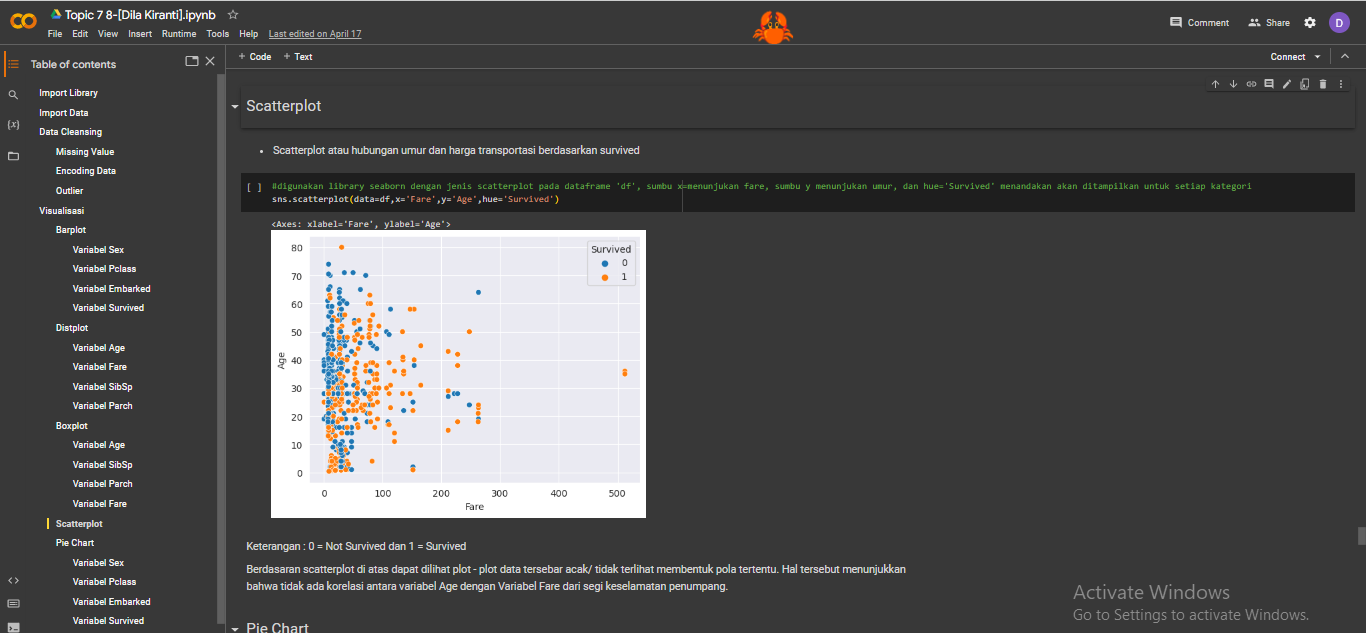 Topic 7 8-[Dila Kiranti].ipynb
File Edit View Insert Runtime Tools Help Last edited on April 17
Comment Share D
Table of contents
+ Code + Text
Connect
Import Library
Import Data
Data Cleansing
Missing Value
Encoding Data
Outlier
Visualisasi
Barplot
Variabel Sex
Variabel Pclass
Variabel Embarked
Variabel Survived
Distplot
Variabel Age
Variabel Fare
Variabel SibSp
Variabel Parch
Boxplot
Variabel Age
Variabel SibSp
Variabel Parch
Variabel Fare
Scatterplot
Pie Chart
Variabel Sex
Variabel Pclass
Variabel Embarked
Variabel Survived
Scatterplot
• Scatterplot atau hubungan umur dan harga transportasi berdasarkan survived
[ ] #digunakan library seaborn dengan jenis scatterplot pada dataframe 'df', sumbu x=menunjukan fare, sumbu y menunjukan umur, dan hue='Survived' menandakan akan ditampilkan untuk setiap kategori
sns.scatterplot(data=df,x='Fare',y='Age',hue='Survived')
<Axes: xlabel='Fare', ylabel='Age'>
Survived
0
1
80
70
60
50
40
30
20
10
0
Age
0 100 200 300 400 500
Fare
Keterangan : 0 = Not Survived dan 1 = Survived
Berdasaran scatterplot di atas dapat dilihat plot - plot data tersebar acak/ tidak terlihat membentuk pola tertentu. Hal tersebut menunjukkan
bahwa tidak ada korelasi antara variabel Age dengan Variabel Fare dari segi keselamatan penumpang.
Pie Chart
Activate Windows
Go to Settings to activate Windows.